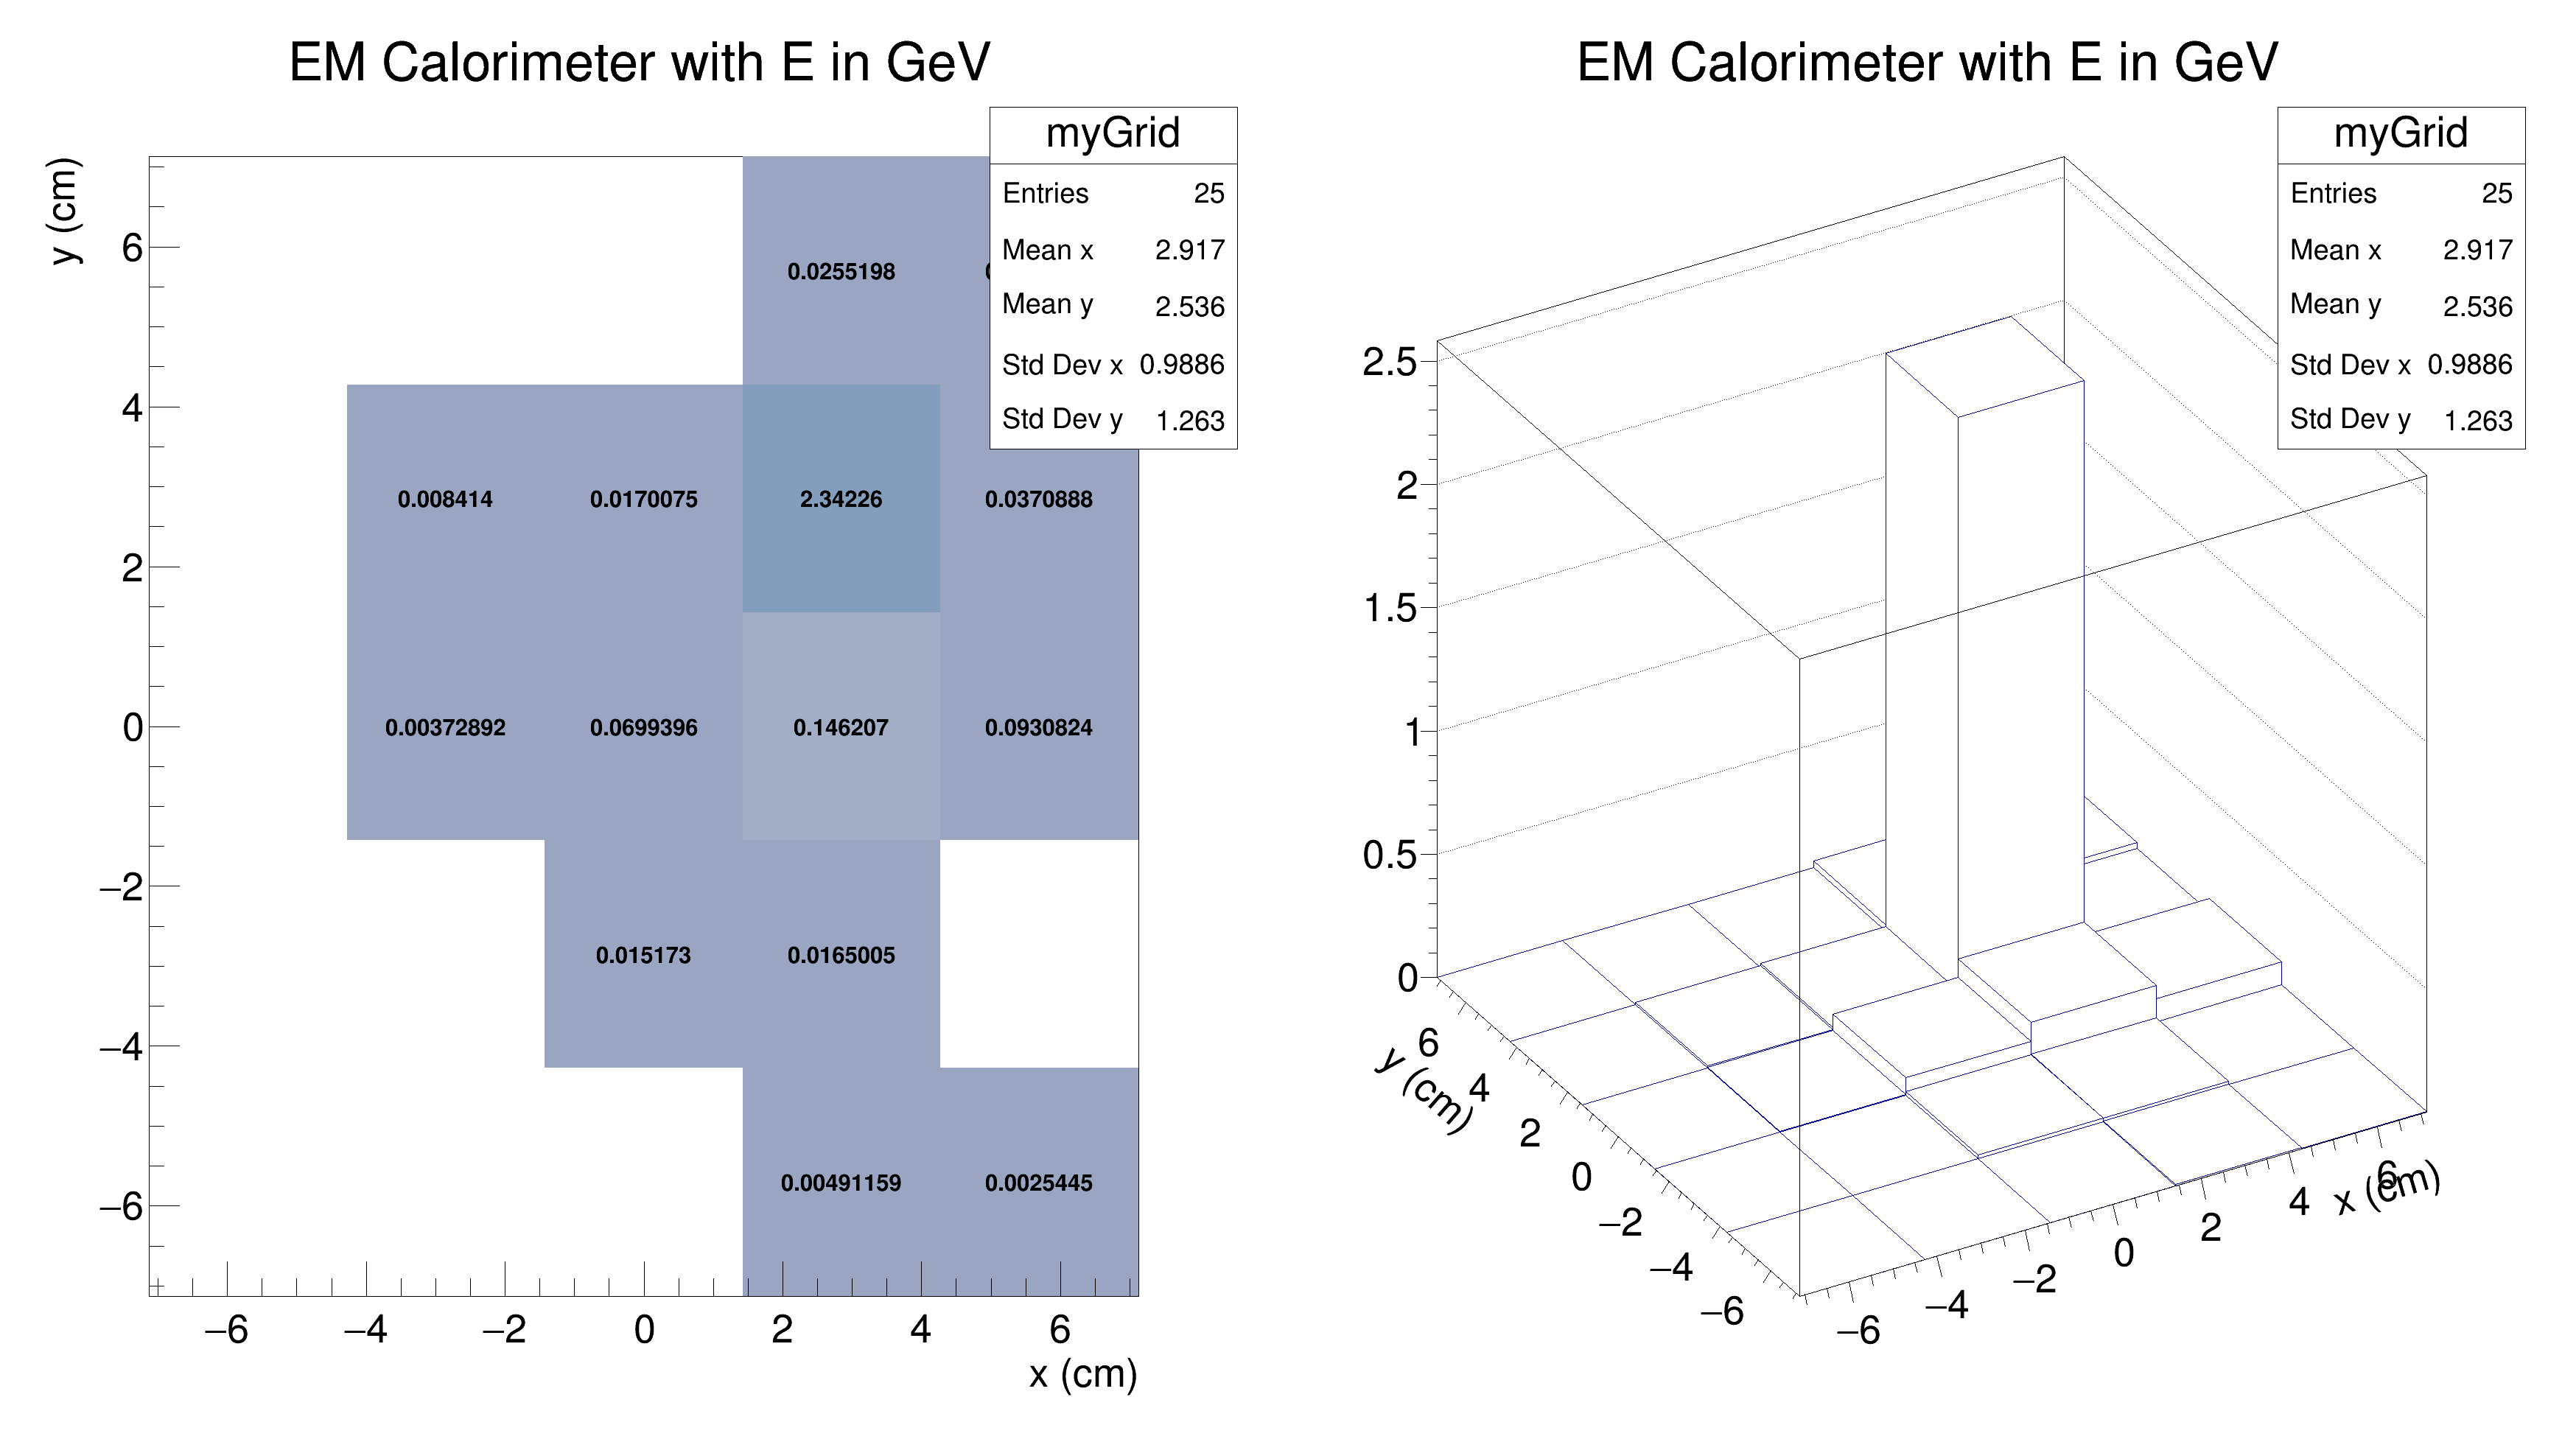 EM Calorimeter with E in GeV
myGrid
Entries 25
Mean x 2.917
Mean y 2.536
Std Dev x 0.9886
Std Dev y 1.263
y (cm)
6
4
2
0
−2
−4
−6
0.0255198
0.008414 0.0170075 2.34226 0.0370888
0.00372892 0.0699396 0.146207 0.0930824
0.015173 0.0165005
0.00491159 0.0025445
−6 −4 −2 0 2 4 6
x (cm)
EM Calorimeter with E in GeV
myGrid
Entries 25
Mean x 2.917
Mean y 2.536
Std Dev x 0.9886
Std Dev y 1.263
2.5
2
1.5
1
0.5
0
y (cm)
6
4
2
0
−2
−4
−6
−6 −4 −2 0 2 4 6
x (cm)